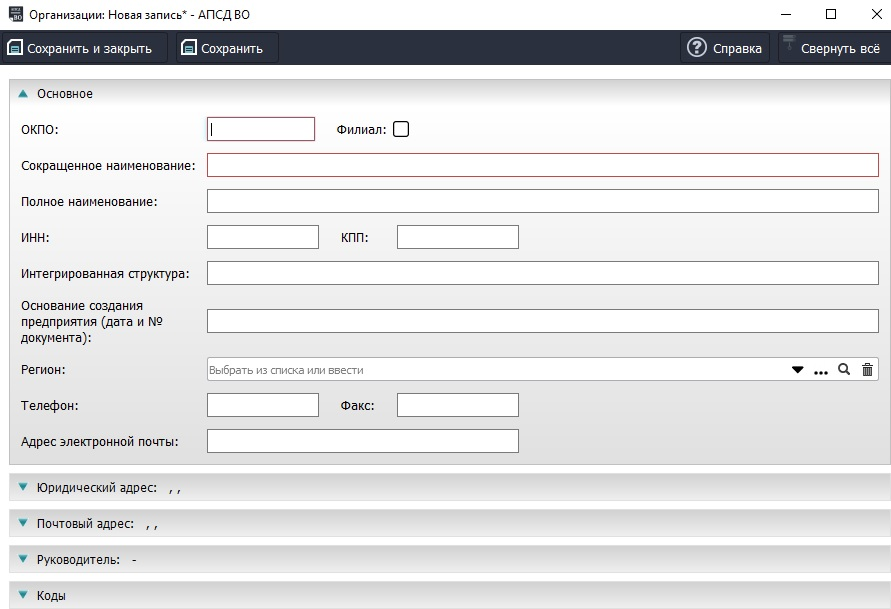 Организации: Новая запись* - АПСД ВО
Сохранить и закрыть Сохранить Справка Свернуть всё
Основное
ОКПО: Филиал:
Сокращенное наименование:
Полное наименование:
ИНН: КПП:
Интегрированная структура:
Основание создания
предприятия (дата и №
документа):
Регион: Выбрать из списка или ввести
Телефон: Факс:
Адрес электронной почты:
Юридический адрес: , ,
Почтовый адрес: , ,
Руководитель: -
Коды